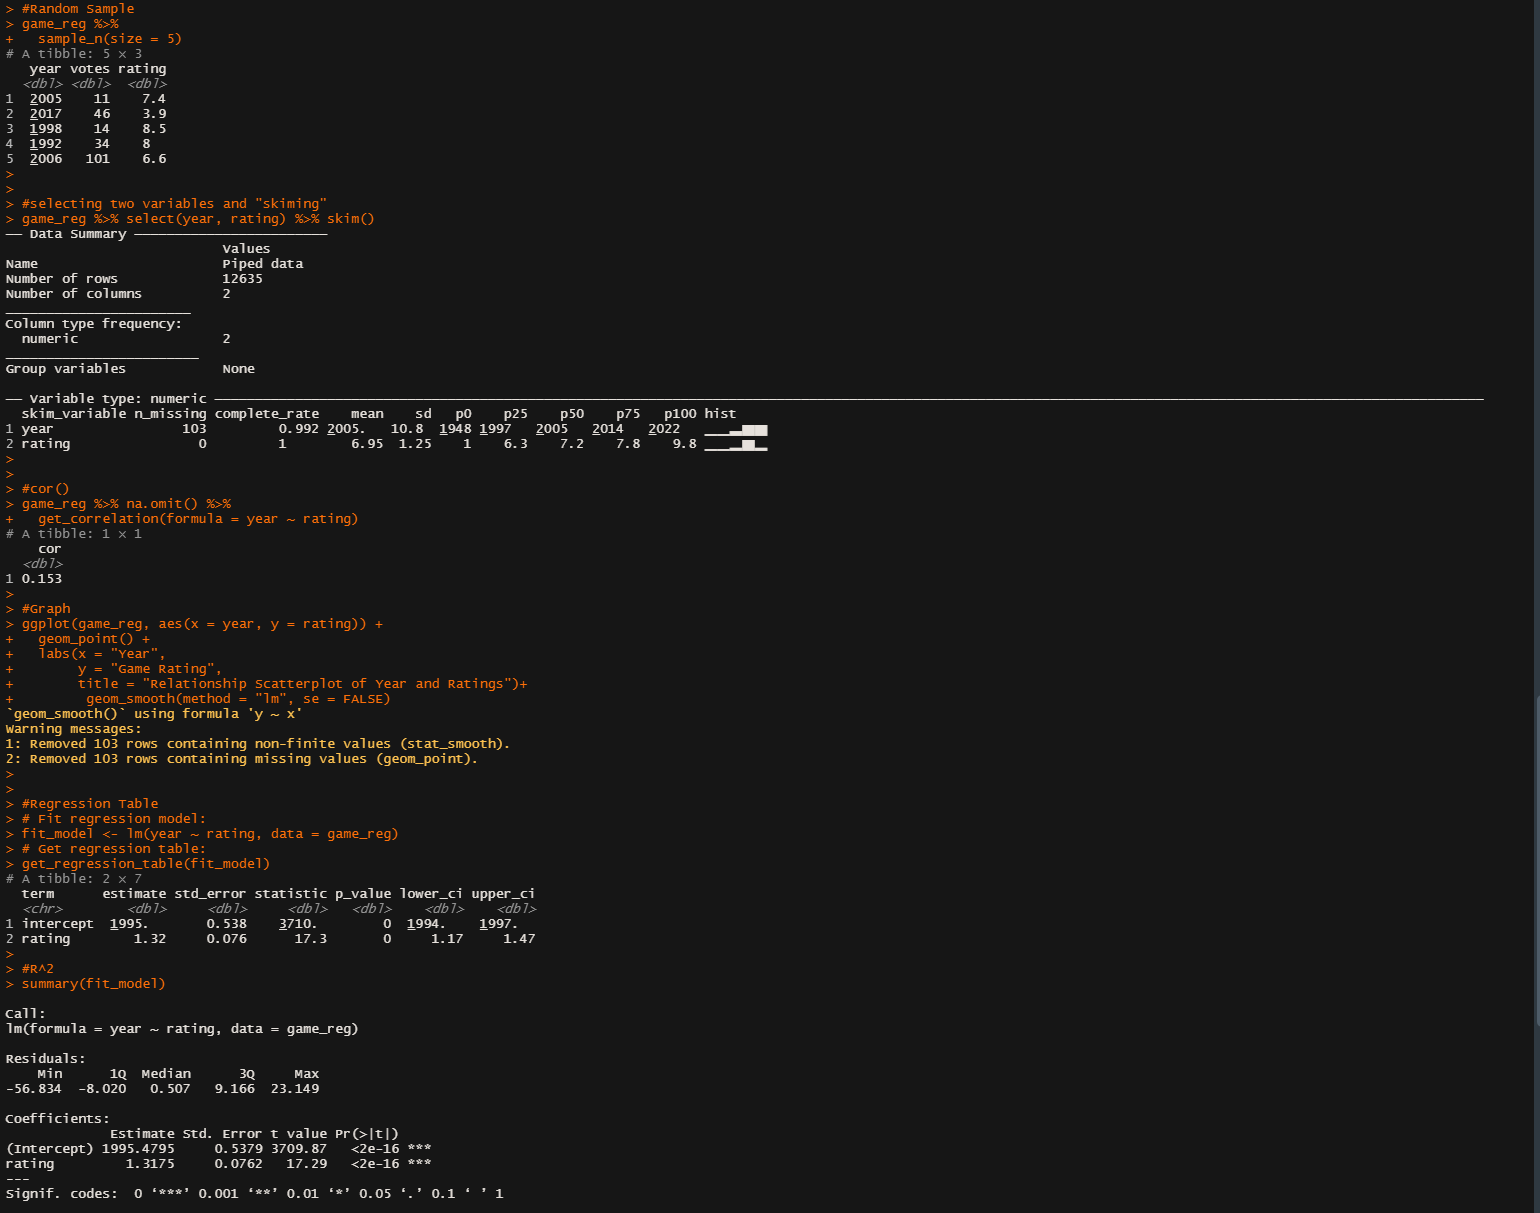 > #Random Sample
> game_reg %>%
+   sample_n(size = 5)
# A tibble: 5 × 3
   year votes rating
  <dbl> <dbl>  <dbl>
1  2005    11    7.4
2  2017    46    3.9
3  1998    14    8.5
4  1992    34    8
5  2006   101    6.6
>
>
> #selecting two variables and "skiming"
> game_reg %>% select(year, rating) %>% skim()
── Data Summary ────────────────────────
                           Values
Name                       Piped data
Number of rows             12635
Number of columns          2
_______________________
Column type frequency:
  numeric                  2
________________________
Group variables            None

── Variable type: numeric ──────────────
  skim_variable n_missing complete_rate    mean    sd   p0    p25    p50    p75   p100 hist
1 year                103         0.992 2005.   10.8  1948 1997   2005   2014   2022   ▁▁▃▇▇
2 rating                0         1        6.95  1.25    1    6.3    7.2    7.8    9.8 ▁▁▂▇▂
>
>
> #cor()
> game_reg %>% na.omit() %>%
+   get_correlation(formula = year ~ rating)
# A tibble: 1 × 1
    cor
  <dbl>
1 0.153
>
> #Graph
> ggplot(game_reg, aes(x = year, y = rating)) +
+   geom_point() +
+   labs(x = "Year",
+        y = "Game Rating",
+        title = "Relationship Scatterplot of Year and Ratings")+
+         geom_smooth(method = "lm", se = FALSE)
`geom_smooth()` using formula 'y ~ x'
Warning messages:
1: Removed 103 rows containing non-finite values (stat_smooth).
2: Removed 103 rows containing missing values (geom_point).
>
>
> #Regression Table
> # Fit regression model:
> fit_model <- lm(year ~ rating, data = game_reg)
> # Get regression table:
> get_regression_table(fit_model)
# A tibble: 2 × 7
  term      estimate std_error statistic p_value lower_ci upper_ci
  <chr>        <dbl>     <dbl>     <dbl>   <dbl>    <dbl>    <dbl>
1 intercept  1995.       0.538    3710.        0  1994.    1997.
2 rating        1.32     0.076      17.3       0     1.17     1.47
>
> #R^2
> summary(fit_model)

Call:
lm(formula = year ~ rating, data = game_reg)

Residuals:
    Min      1Q  Median      3Q     Max
-56.834  -8.020   0.507   9.166  23.149

Coefficients:
             Estimate Std. Error t value Pr(>|t|)
(Intercept) 1995.4795     0.5379 3709.87   <2e-16 ***
rating         1.3175     0.0762   17.29   <2e-16 ***
---
Signif. codes:  0 ‘***’ 0.001 ‘**’ 0.01 ‘*’ 0.05 ‘.’ 0.1 ‘ ’ 1